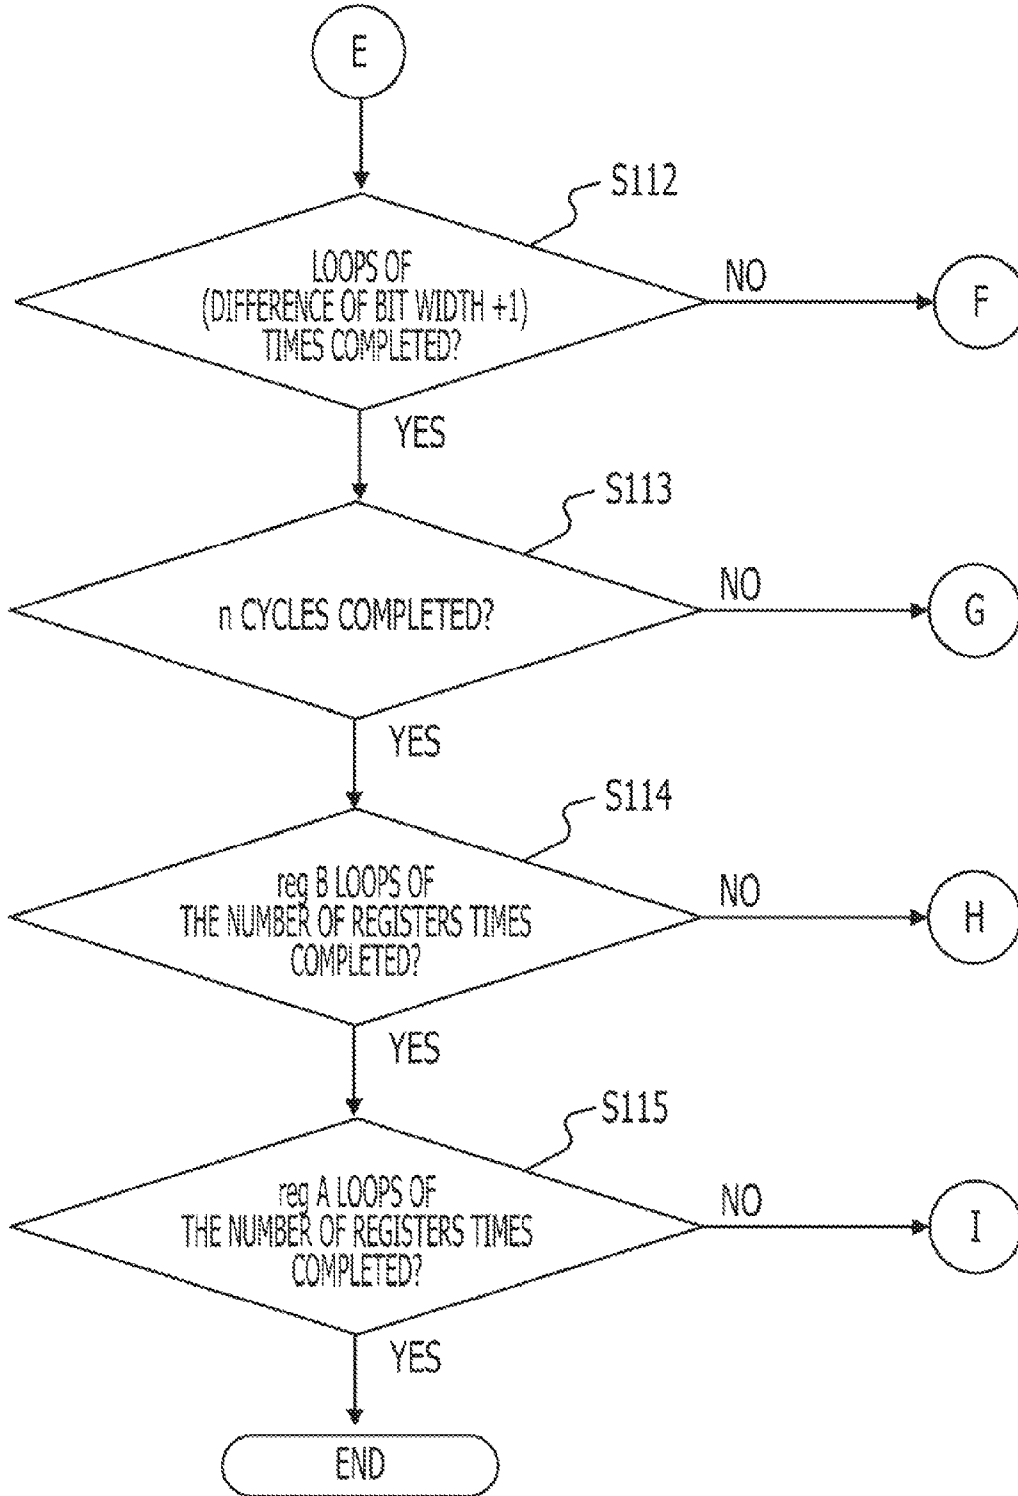 E
S112
LOOPS OF
(DIFFERENCE OF BIT WIDTH +1)
TIMES COMPLETED?
NO
F
YES
S113
n CYCLES COMPLETED?
NO
G
YES
S114
reg B LOOPS OF
THE NUMBER OF REGISTERS TIMES
COMPLETED?
NO
H
YES
S115
reg A LOOPS OF
THE NUMBER OF REGISTERS TIMES
COMPLETED?
NO
I
YES
END